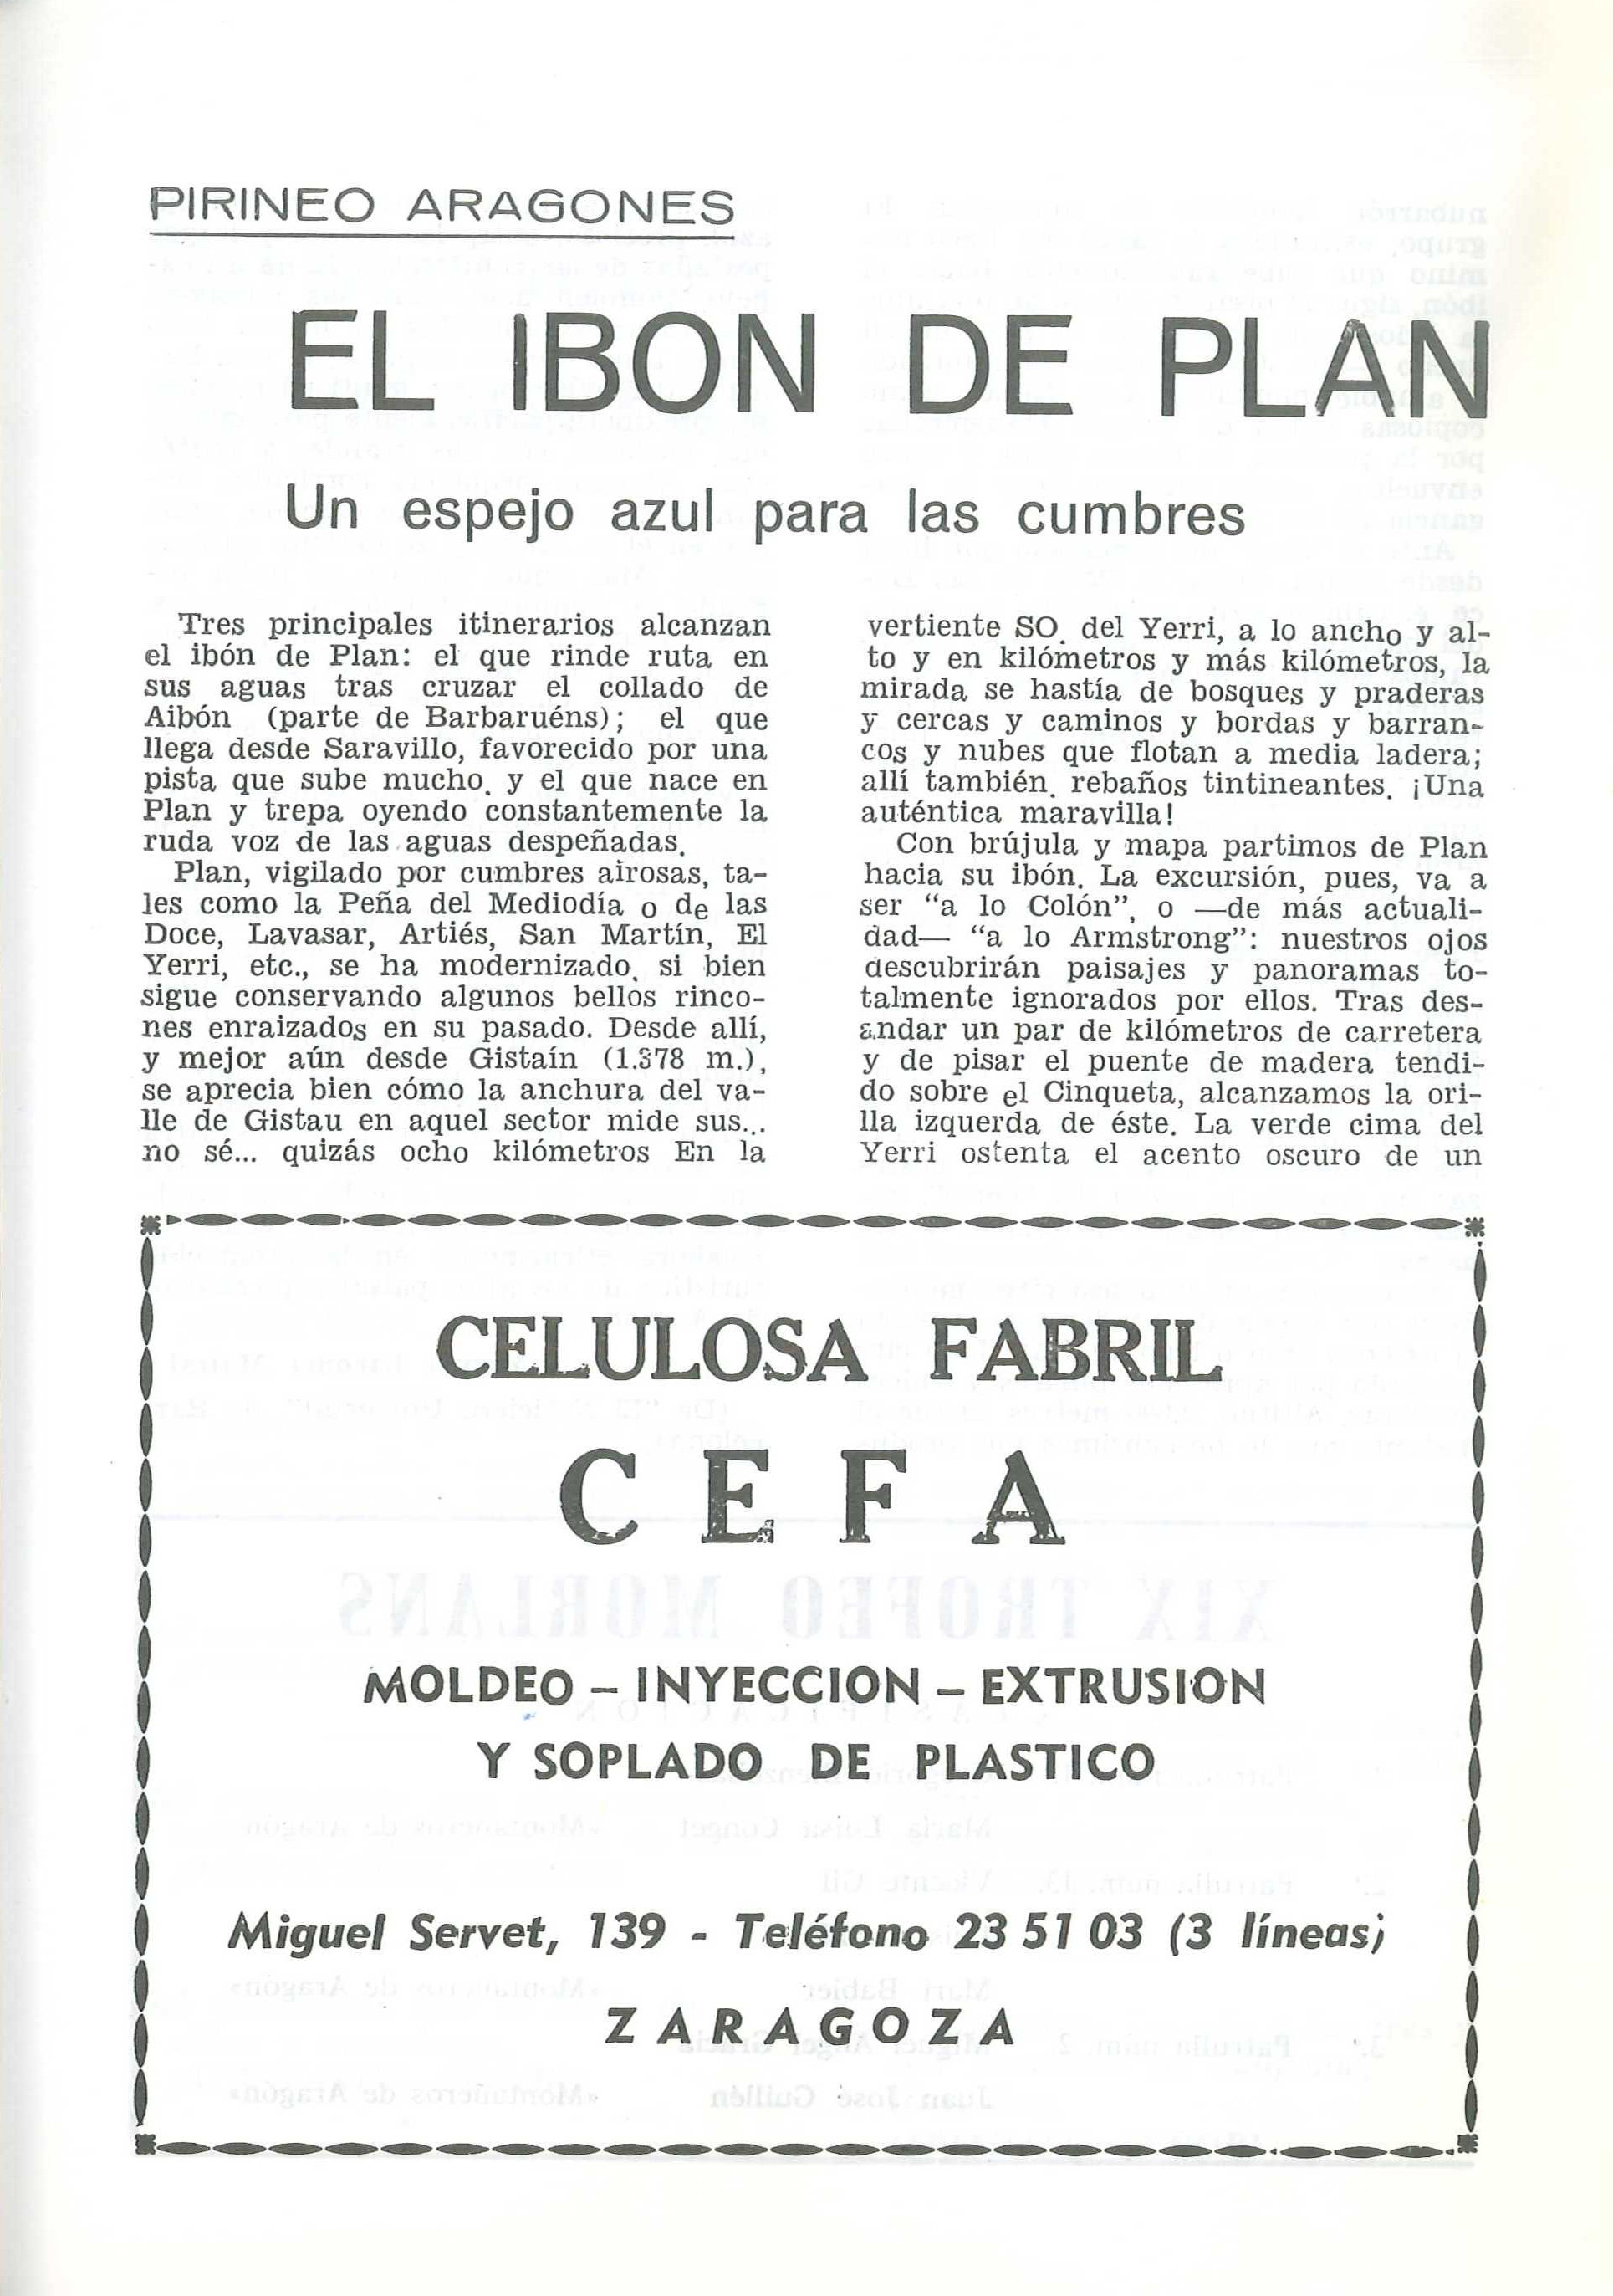 PIRINEO ARAGONES
EL IBON DE PLAN
Un espejo azul para las cumbres
Tres principales itinerarios alcanzan
el ibón de Plan: el que rinde ruta en
sus aguas tras cruzar el collado de
Aibón (parte de Barbaruéns); el que
llega desde Saravillo, favorecido por una
pista que sube mucho. y el que nace en
Plan y trepa oyendo constantemente la
ruda voz de las aguas despeñadas.
Plan, vigilado por cumbres airosas, ta-
les como la Peña del Mediodía o de las
Doce, Lavasar, Artiés, San Martín, El
Yerri, etc., se ha modernizado. si bien
sigue conservando algunos bellos rinco-
nes enraizados en su pasado. Desde allí,
y mejor aún desde Gistaín (1.378 m.),
se aprecia bien cómo la anchura del va-
lle de Gistau en aquel sector mide sus...
no sé... quizás ocho kilómetros En la
vertiente SO. del Yerri, a lo ancho y al-
to y en kilómetros y más kilómetros, la
mirada se hastía de bosques y praderas
y cercas y caminos y bordas y barran-
cos y nubes que flotan a media ladera;
allí también. rebaños tintineantes. ¡Una
auténtica maravilla!
Con brújula y mapa partimos de Plan
hacia su ibón. La excursión, pues, va a
ser "a lo Colón", o —de más actuali-
dad— "a lo Armstrong": nuestros ojos
descubrirán paisajes y panoramas to-
talmente ignorados por ellos. Tras des-
andar un par de kilómetros de carretera
y de pisar el puente de madera tendi-
do sobre el Cinqueta, alcanzamos la ori-
lla izquierda de éste. La verde cima del
Yerri ostenta el acento oscuro de un
CELULOSA FABRIL
CEFA
MOLDEO - INYECCION - EXTRUSION
Y SOPLADO DE PLASTICO
Miguel Servet, 139 - Teléfono 23 51 03 (3 líneas)
ZARAGOZA